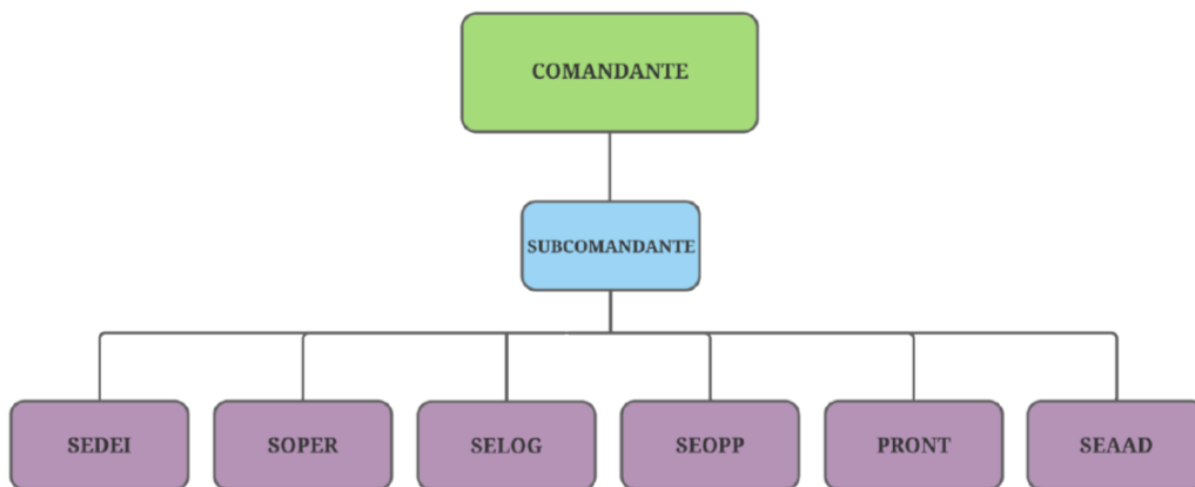 COMANDANTE
SUBCOMANDANTE
SEDEI
SOPER
SELOG
SEOPP
PRONT
SEAAD